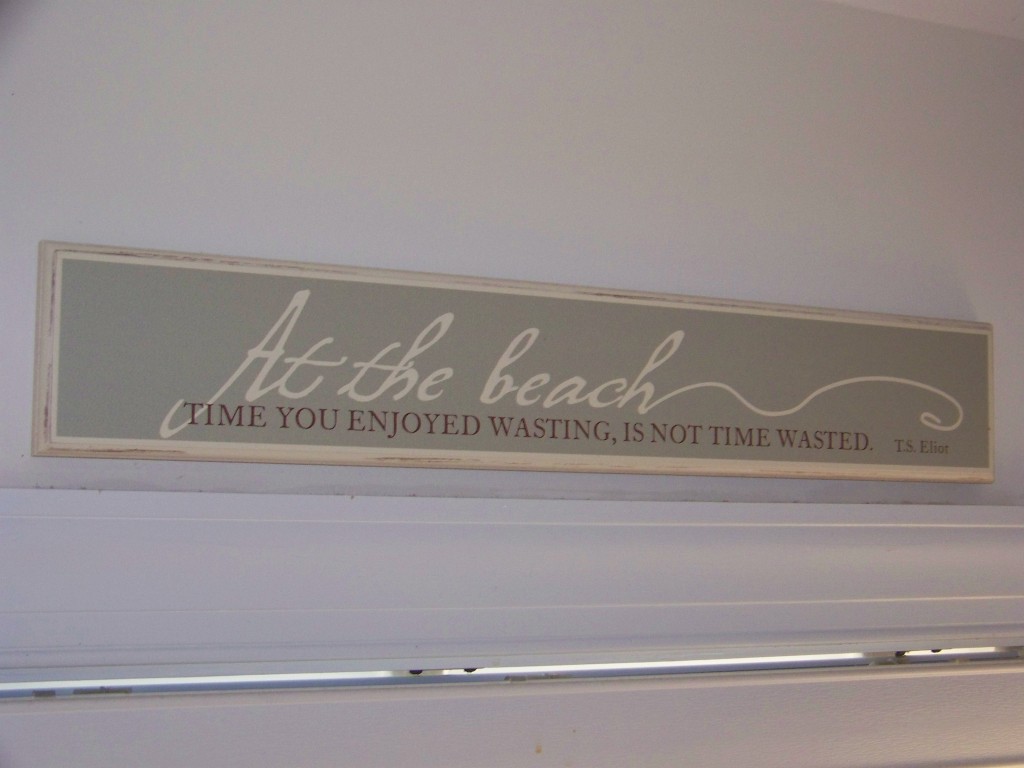 At the beach
TIME YOU ENJOYED WASTING, IS NOT TIME WASTED. T.S. Eliot